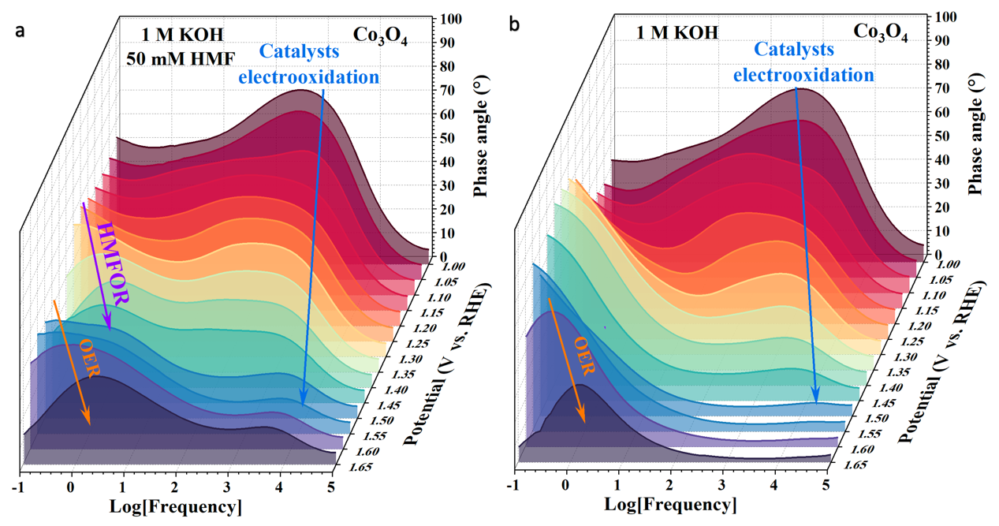 a
1 M KOH
50 mM HMF
Co3O4
Catalysts
electrooxidation
HMFOR
OER
100
90
80
70
60
50
40
30
20
10
0
Phase angle (°)
1.00
1.05
1.10
1.15
1.20
1.25
1.30
1.35
1.40
1.45
1.50
1.55
1.60
1.65
Potential (V vs. RHE)
-1 0 1 2 3 4 5
Log[Frequency]
b
1 M KOH
Co3O4
Catalysts
electrooxidation
OER
100
90
80
70
60
50
40
30
20
10
0
Phase angle (°)
1.00
1.05
1.10
1.15
1.20
1.25
1.30
1.35
1.40
1.45
1.50
1.55
1.60
1.65
Potential (V vs. RHE)
-1 0 1 2 3 4 5
Log[Frequency]